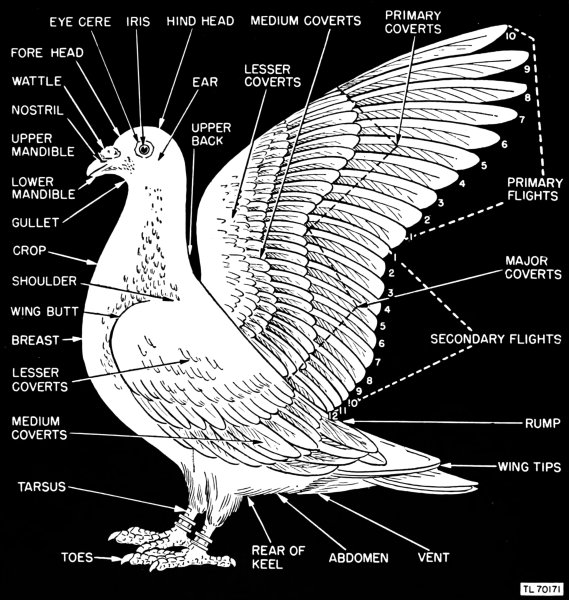 EYE CERE
IRIS
HIND HEAD
MEDIUM COVERTS
PRIMARY
COVERTS
FORE HEAD
WATTLE
NOSTRIL
UPPER
MANDIBLE
LOWER
MANDIBLE
GULLET
CROP
SHOULDER
WING BUTT
BREAST
LESSER
COVERTS
MEDIUM
COVERTS
TARSUS
TOES
EAR
UPPER
BACK
LESSER
COVERTS
10
9
8
7
6
5
4
3
2
1
PRIMARY
FLIGHTS
MAJOR
COVERTS
1
2
3
4
5
6
7
8
9
10
11
12
SECONDARY FLIGHTS
RUMP
WING TIPS
REAR OF
KEEL
ABDOMEN
VENT
TL 70171